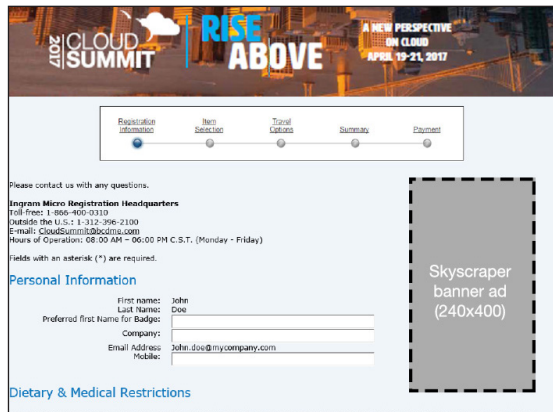 2017 CLOUD SUMMIT
RISE ABOVE
A NEW PERSPECTIVE
ON CLOUD
APRIL 19-21, 2017
Registration Information
Item Selection
Travel Options
Summary
Payment
Please contact us with any questions.
Ingram Micro Registration Headquarters
Toll-free: 1-866-400-0310
Outside the U.S.: 1-312-396-2100
E-mail: CloudSummit@bcdme.com
Hours of Operation: 08:00 AM – 06:00 PM C.S.T. (Monday - Friday)
Fields with an asterisk (*) are required.
Skyscraper
banner ad
(240x400)
Personal Information
First name: John
Last Name: Doe
Preferred first Name for Badge:
Company:
Email Address John.doe@mycompany.com
Mobile:
Dietary & Medical Restrictions